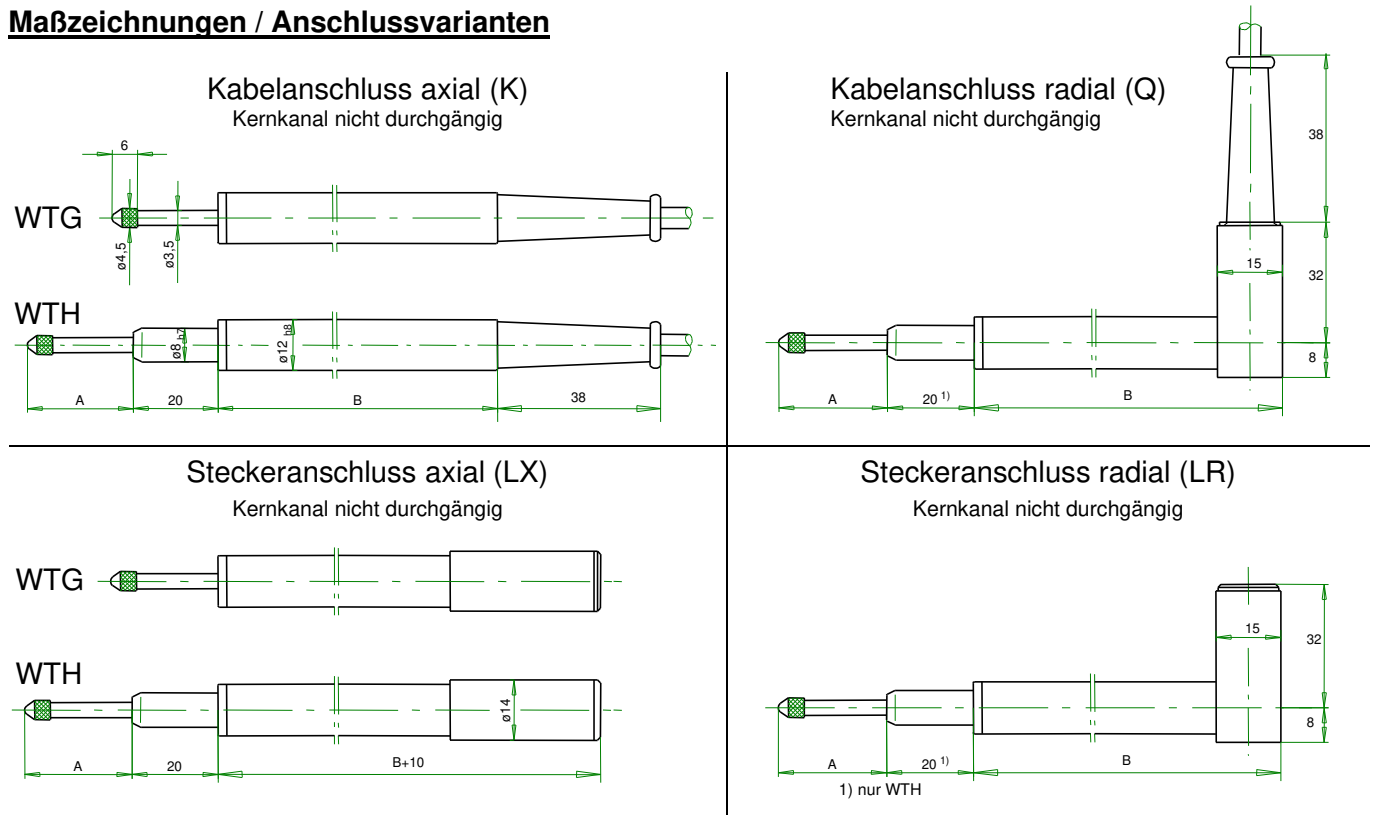 Maßzeichnungen / Anschlussvarianten
Kabelanschluss axial (K)
Kernkanal nicht durchgängig
6
WTG
ø4,5
ø3,5
WTH
ø8 h7
ø12 h8
A
20
B
38
Kabelanschluss radial (Q)
Kernkanal nicht durchgängig
38
15
32
8
A
20 1)
B
Steckeranschluss axial (LX)
Kernkanal nicht durchgängig
WTG
WTH
ø14
A
20
B+10
Steckeranschluss radial (LR)
Kernkanal nicht durchgängig
15
32
8
A
20 1)
B
1) nur WTH